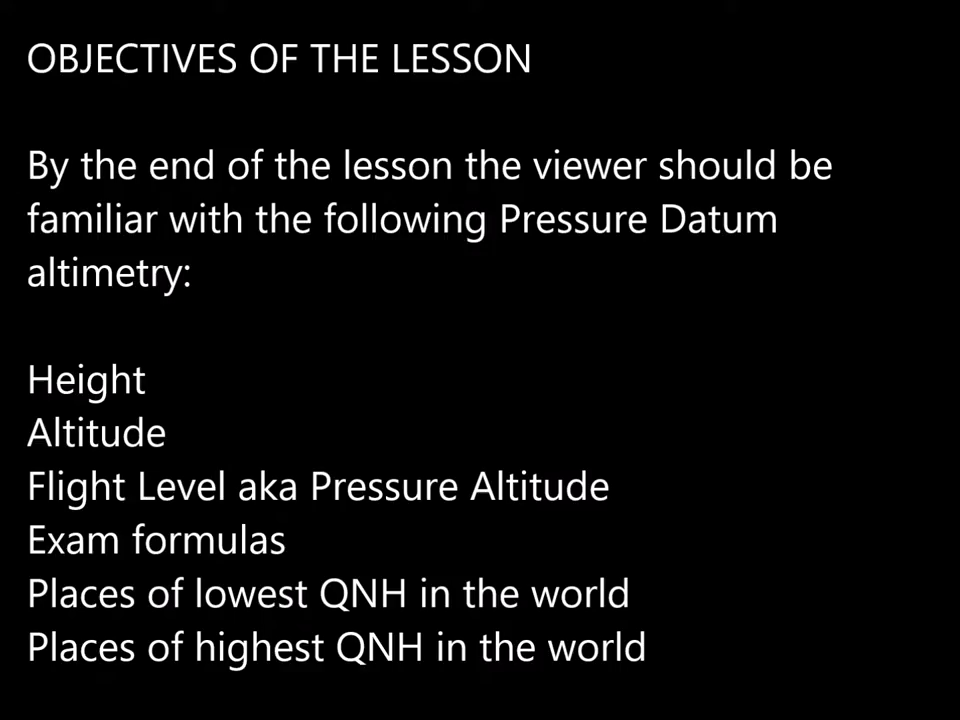 OBJECTIVES OF THE LESSON
By the end of the lesson the viewer should be
familiar with the following Pressure Datum
altimetry:
Height
Altitude
Flight Level aka Pressure Altitude
Exam formulas
Places of lowest QNH in the world
Places of highest QNH in the world